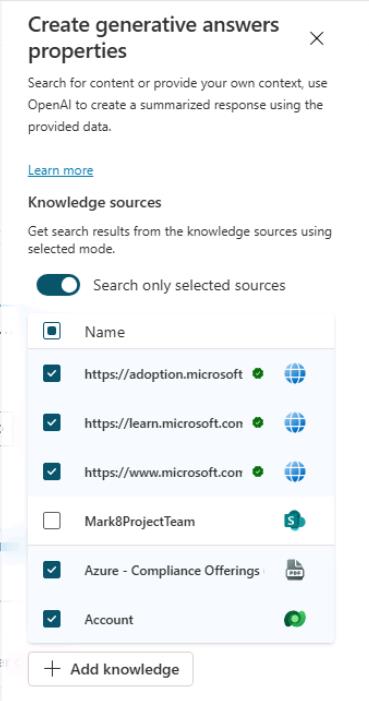 Create generative answers
properties
Search for content or provide your own context, use
OpenAI to create a summarized response using the
provided data.
Learn more
Knowledge sources
Get search results from the knowledge sources using
selected mode.
Search only selected sources
Name
https://adoption.microsoft
https://learn.microsoft.com
https://www.microsoft.com
Mark8ProjectTeam
S
Azure - Compliance Offerings
PDF
Account
+ Add knowledge